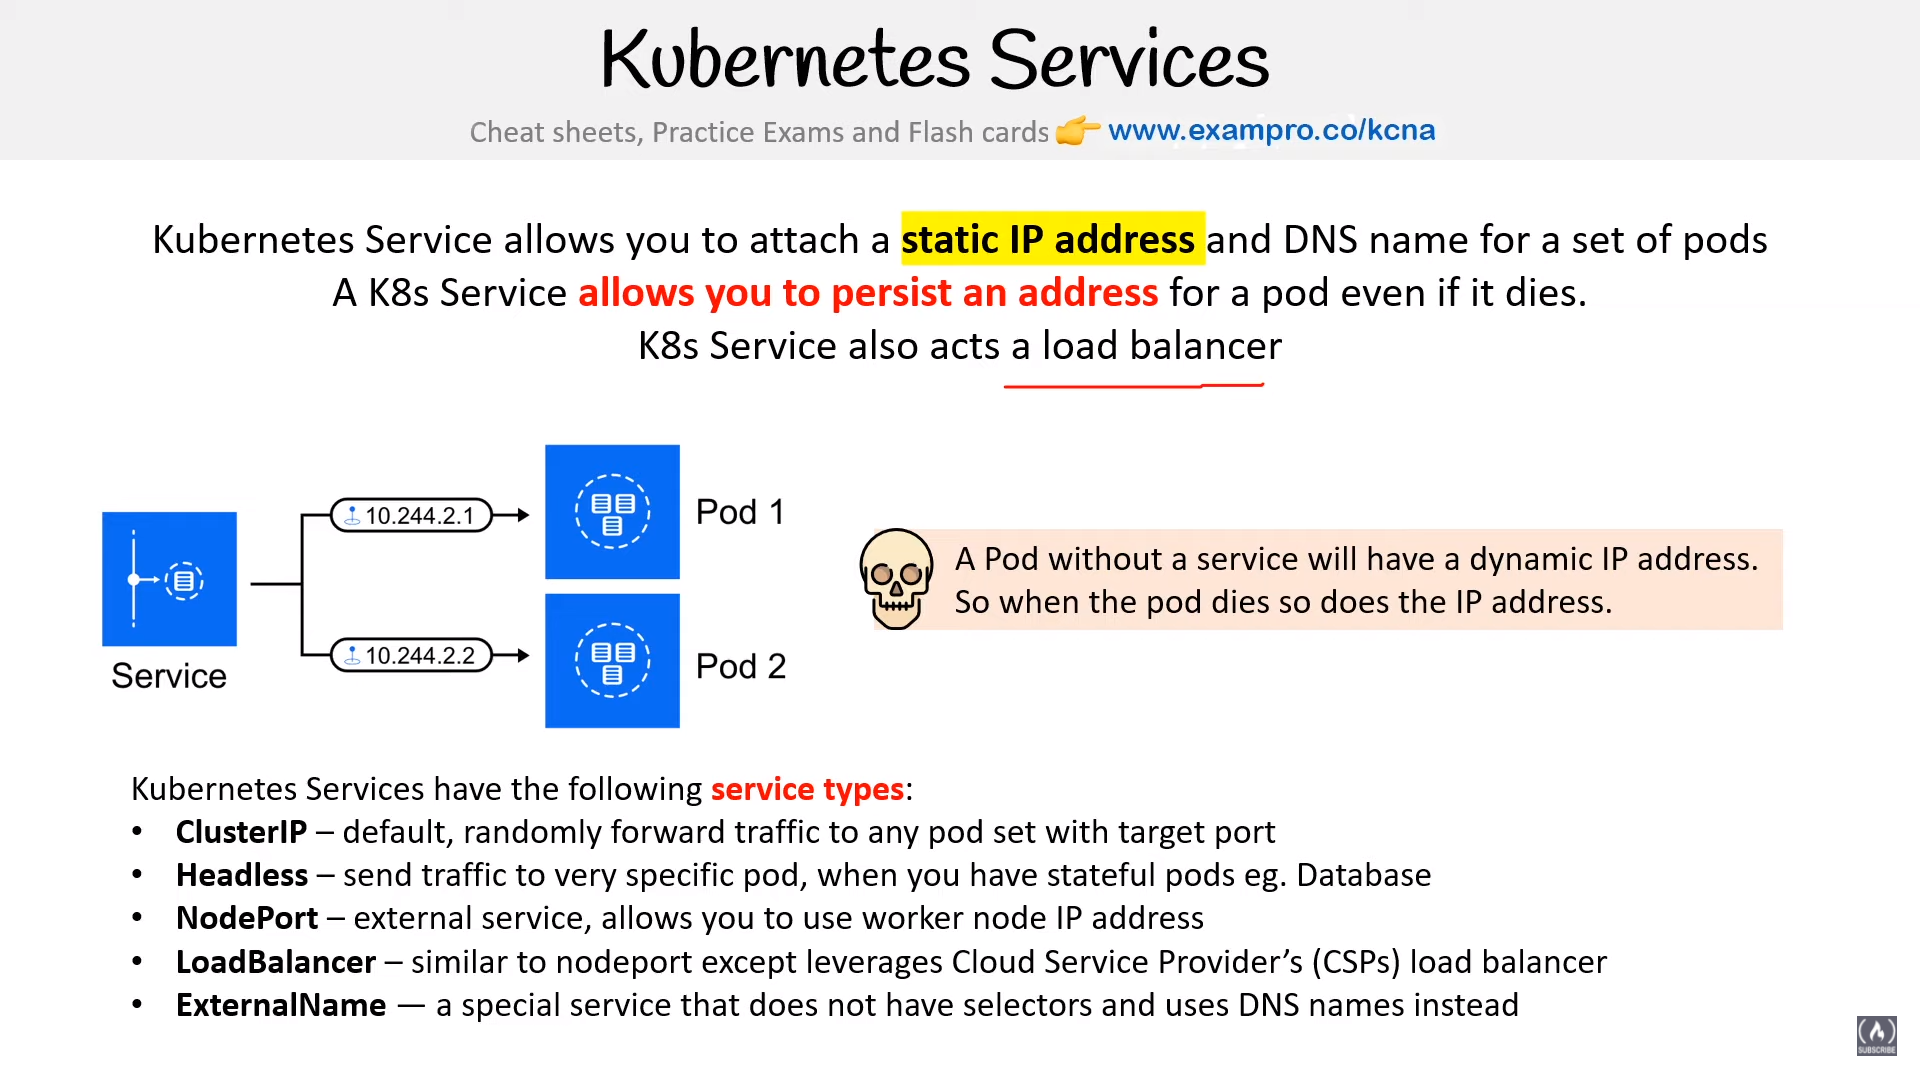 Kubernetes Services
Cheat sheets, Practice Exams and Flash cards 👉 www.exampro.co/kcna
Kubernetes Service allows you to attach a static IP address and DNS name for a set of pods
A K8s Service allows you to persist an address for a pod even if it dies.
K8s Service also acts a load balancer
10.244.2.1
Pod 1
A Pod without a service will have a dynamic IP address.
So when the pod dies so does the IP address.
Service
10.244.2.2
Pod 2
Kubernetes Services have the following service types:
• ClusterIP – default, randomly forward traffic to any pod set with target port
• Headless – send traffic to very specific pod, when you have stateful pods eg. Database
• NodePort – external service, allows you to use worker node IP address
• LoadBalancer – similar to nodeport except leverages Cloud Service Provider’s (CSPs) load balancer
• ExternalName — a special service that does not have selectors and uses DNS names instead
SUBSCRIBE